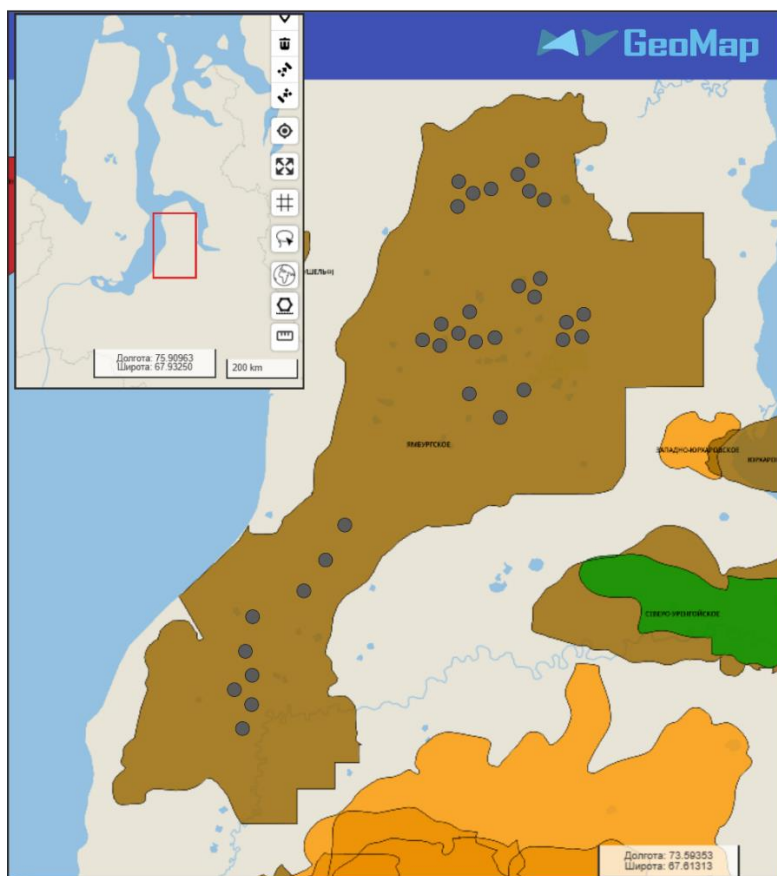 GeoMap
Долгота: 75.90963
Широта: 67.93250
200 km
ЯМБУРГСКОЕ
ЗАПАДНО-ЮРХАРОВСКОЕ
СЕВЕРО-УРЕНГОЙСКОЕ
Долгота: 73.59353
Широта: 67.61313